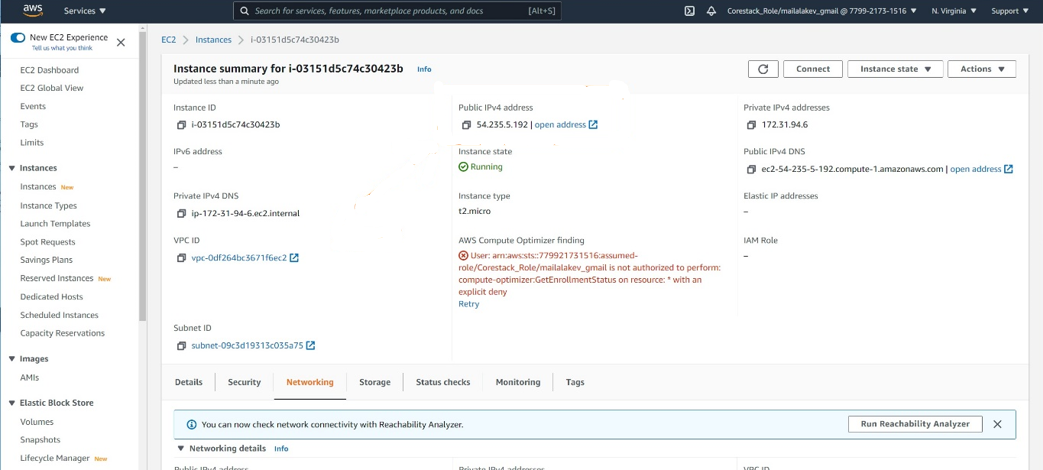 aws
Services
Search for services, features, marketplace products, and docs
[Alt+S]
Corestack_Role/mailalakev_gmail @ 7799-2173-1516
N. Virginia
Support
New EC2 Experience
Tell us what you think
EC2 Dashboard
EC2 Global View
Events
Tags
Limits
Instances
Instances New
Instance Types
Launch Templates
Spot Requests
Savings Plans
Reserved Instances New
Dedicated Hosts
Scheduled Instances
Capacity Reservations
Images
AMIs
Elastic Block Store
Volumes
Snapshots
Lifecycle Manager New
EC2 > Instances > i-03151d5c74c30423b
Instance summary for i-03151d5c74c30423b Info
Updated less than a minute ago
Connect
Instance state
Actions
Instance ID
i-03151d5c74c30423b
Public IPv4 address
54.235.5.192 | open address
Private IPv4 addresses
172.31.94.6
IPv6 address
–
Instance state
Running
Public IPv4 DNS
ec2-54-235-5-192.compute-1.amazonaws.com | open address
Private IPv4 DNS
ip-172-31-94-6.ec2.internal
Instance type
t2.micro
Elastic IP addresses
–
VPC ID
vpc-0df264bc3671f6ec2
AWS Compute Optimizer finding
User: arn:aws:sts::779921731516:assumed-
role/Corestack_Role/mailalakev_gmail is not authorized to perform:
compute-optimizer:GetEnrollmentStatus on resource: * with an
explicit deny
Retry
IAM Role
–
Subnet ID
subnet-09c3d19313c035a75
Details
Security
Networking
Storage
Status checks
Monitoring
Tags
You can now check network connectivity with Reachability Analyzer.
Run Reachability Analyzer
Networking details Info
Public IPv4 address
Private IPv4 addresses
VPC ID